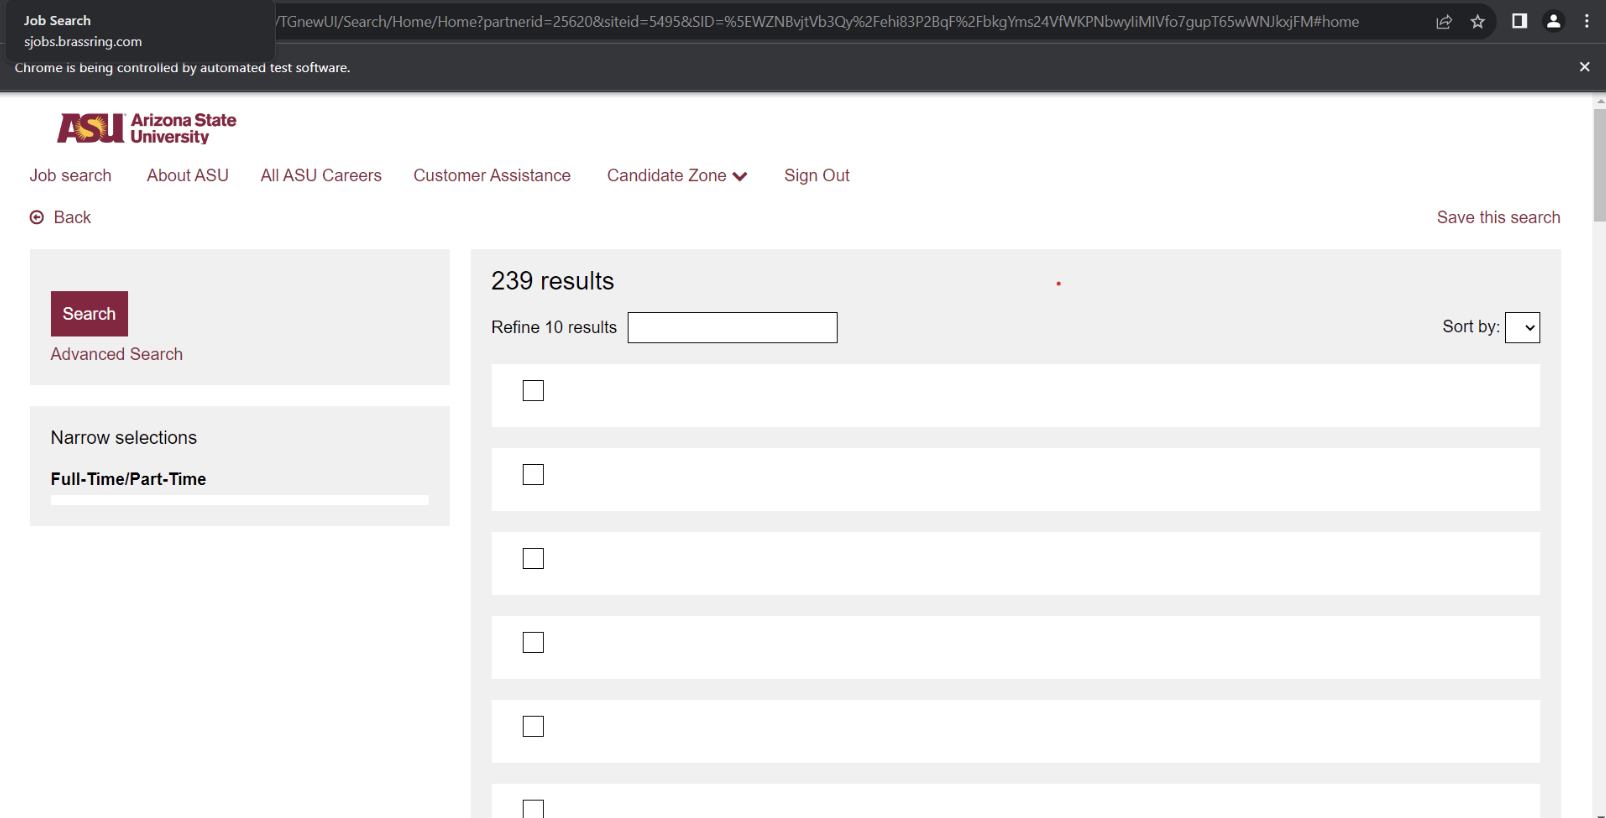 Job Search
sjobs.brassring.com
/TGnewUI/Search/Home/Home?partnerid=25620&siteid=5495&SID=%5EWZNBvjtVb3Qy%2Fehi83P2BqF%2FbkgYms24VfWKPNbwyIiMIVfo7gupT65wWNJkxjFM#home
Chrome is being controlled by automated test software.
ASU Arizona State
University
Job search About ASU All ASU Careers Customer Assistance Candidate Zone Sign Out
Back
Save this search
Search
Advanced Search
Narrow selections
Full-Time/Part-Time
239 results
Refine 10 results
Sort by: